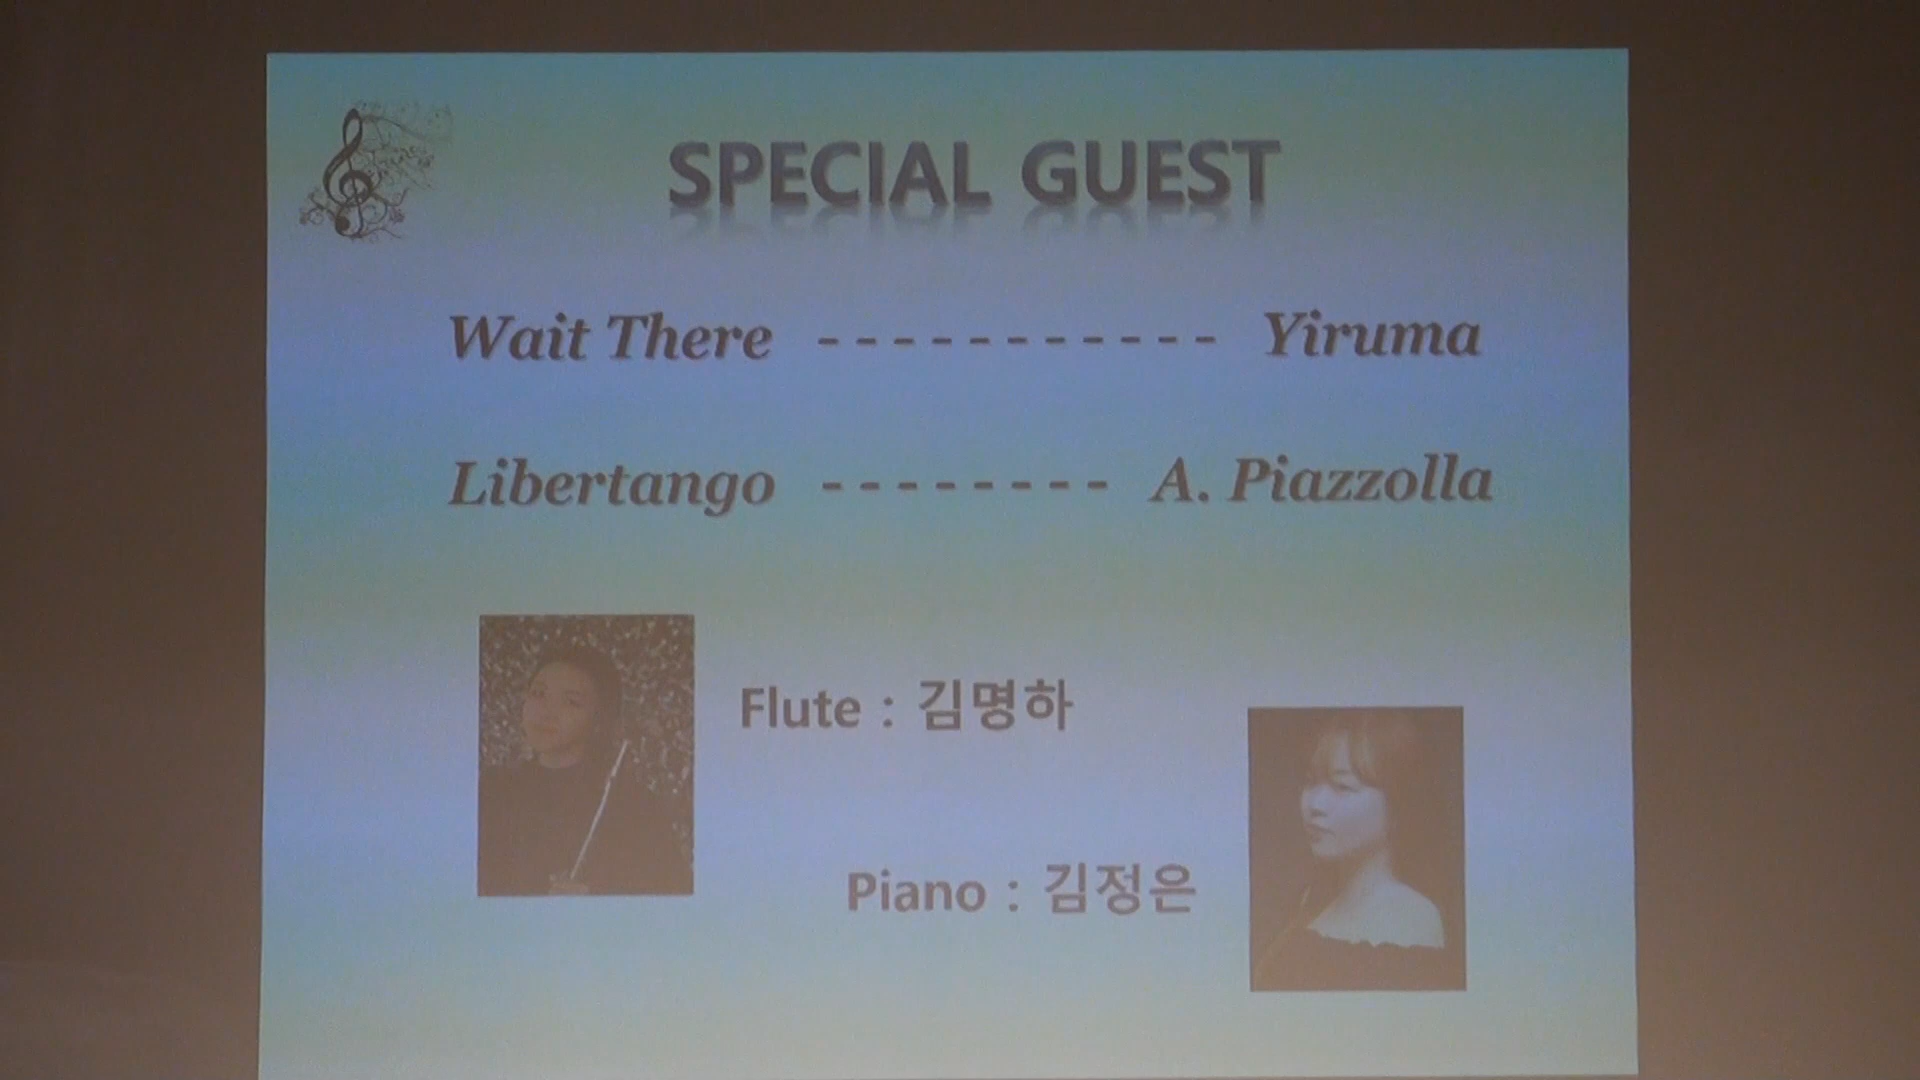 SPECIAL GUEST
Wait There - - - - - - - - - - - Yiruma
Libertango - - - - - - - - A. Piazzolla
Flute : 김명하
Piano : 김정은